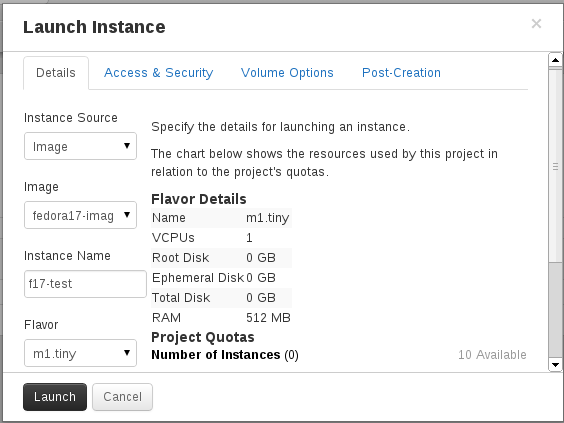 Launch Instance
×
Details
Access & Security
Volume Options
Post-Creation
Instance Source
Image
Image
fedora17-imag
Instance Name
f17-test
Flavor
m1.tiny
Specify the details for launching an instance.
The chart below shows the resources used by this project in
relation to the project's quotas.
Flavor Details
Name m1.tiny
VCPUs 1
Root Disk 0 GB
Ephemeral Disk 0 GB
Total Disk 0 GB
RAM 512 MB
Project Quotas
Number of Instances (0) 10 Available
Launch
Cancel